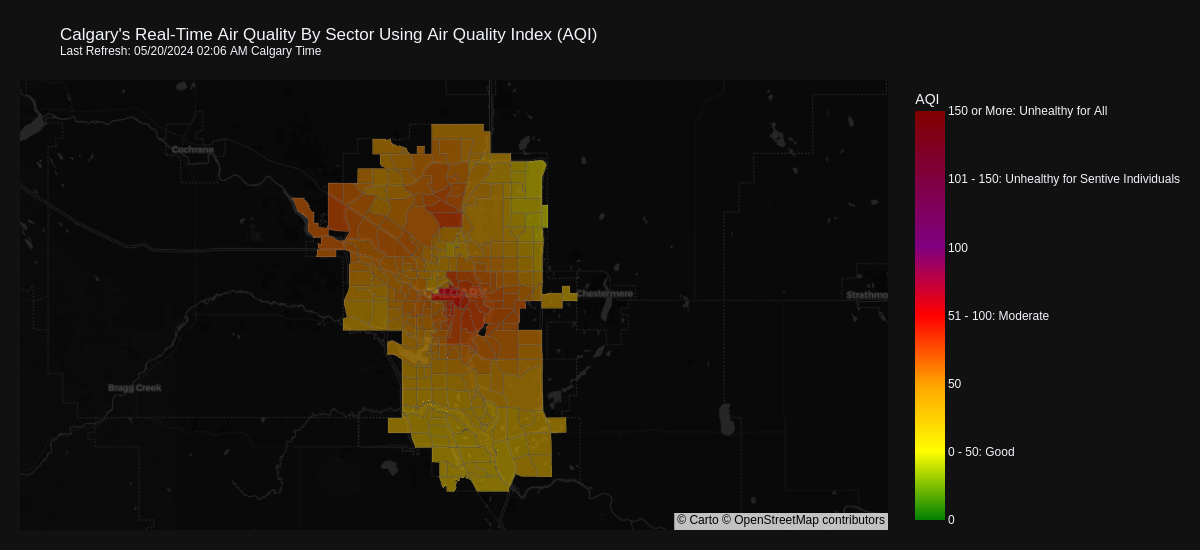 Calgary's Real-Time Air Quality By Sector Using Air Quality Index (AQI)
Last Refresh: 05/20/2024 02:06 AM Calgary Time
AQI
150 or More: Unhealthy for All
101 - 150: Unhealthy for Sentive Individuals
100
51 - 100: Moderate
50
0 - 50: Good
0
Cochrane
CALGARY
Chestermere
Strathmo
Bragg Creek
© Carto © OpenStreetMap contributors